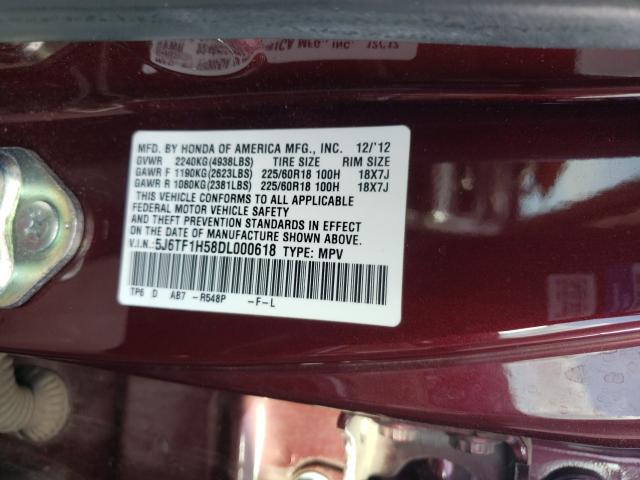 MFD. BY HONDA OF AMERICA MFG., INC. 12/'12
GVWR 2240KG(4938LBS) TIRE SIZE RIM SIZE
GAWR F 1190KG(2623LBS) 225/60R18 100H 18X7J
GAWR R 1080KG(2381LBS) 225/60R18 100H 18X7J
THIS VEHICLE CONFORMS TO ALL APPLICABLE
FEDERAL MOTOR VEHICLE SAFETY
AND THEFT PREVENTION STANDARDS IN EFFECT
ON THE DATE OF MANUFACTURE SHOWN ABOVE.
V.I.N.: 5J6TF1H58DL000618 TYPE: MPV
TP6 D AB7 -R548P -F-L